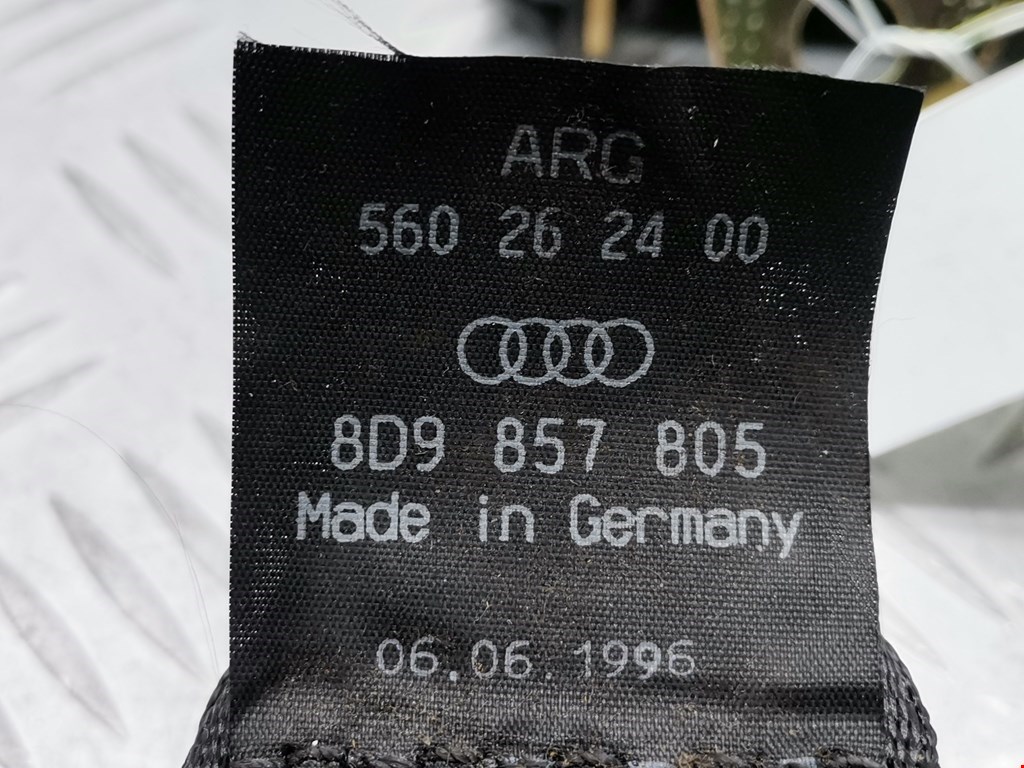 ARG
560 26 24 00
8D9 857 805
Made in Germany
06.06.1996